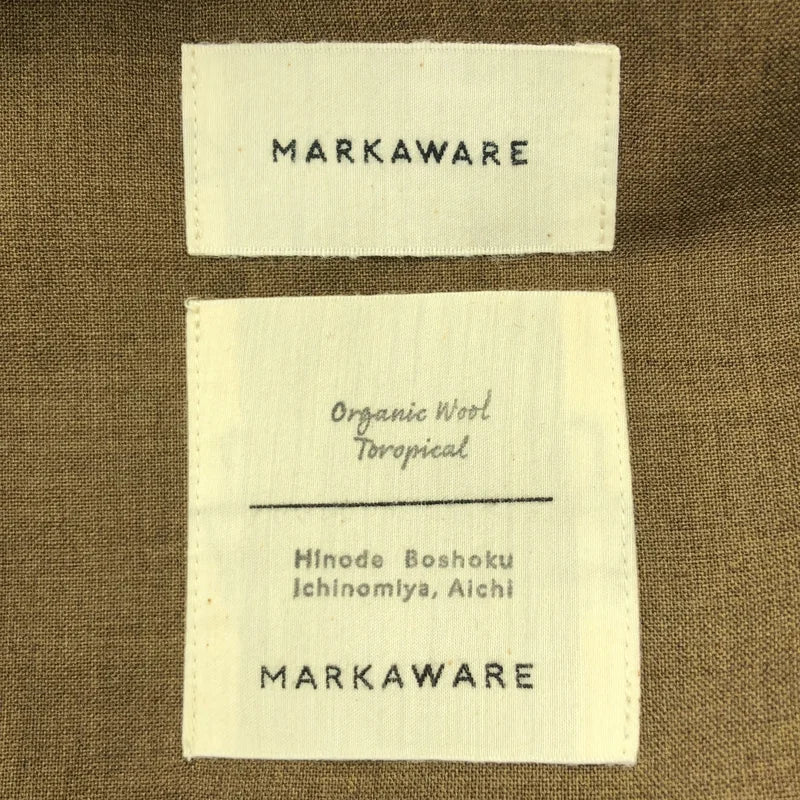 MARKAWARE
Organic Wool
Toropical
Hinode Boshoku
Ichinomiya, Aichi
MARKAWARE